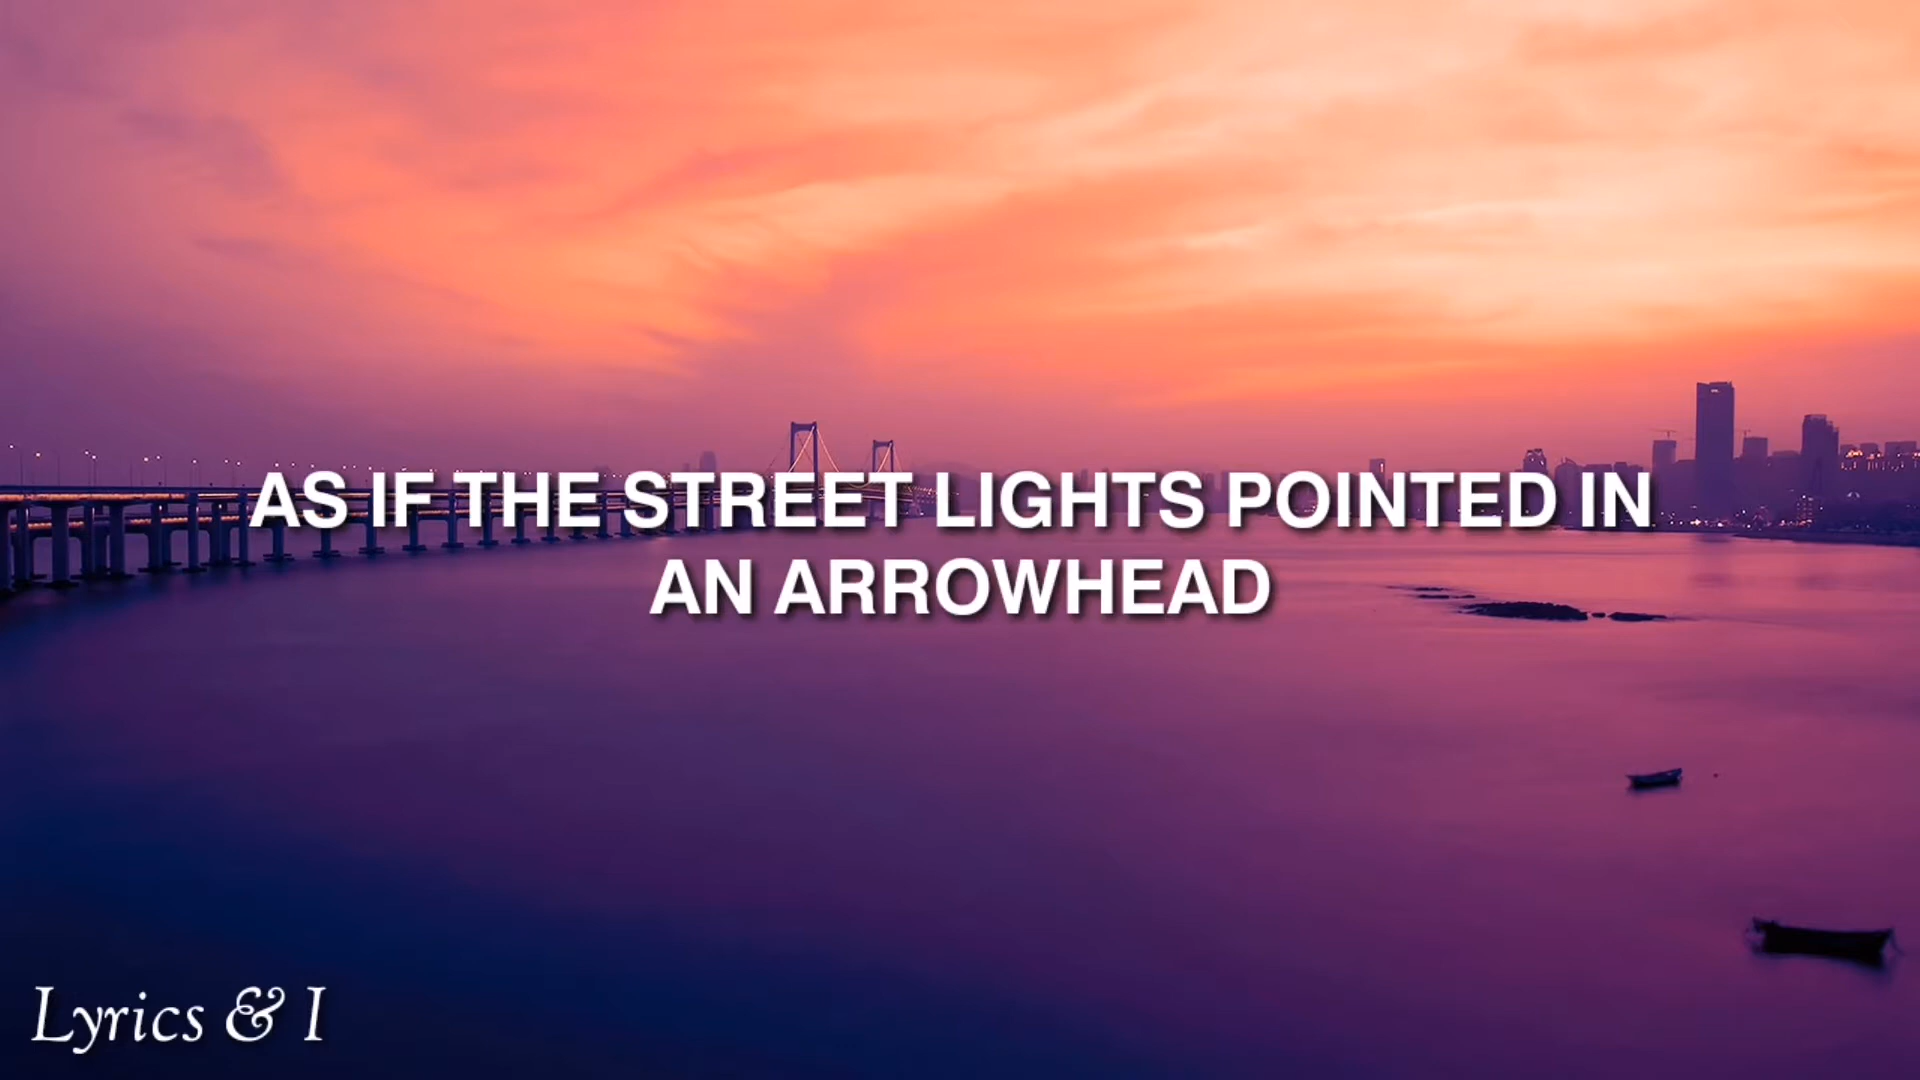 AS IF THE STREET LIGHTS POINTED IN
AN ARROWHEAD
Lyrics & I